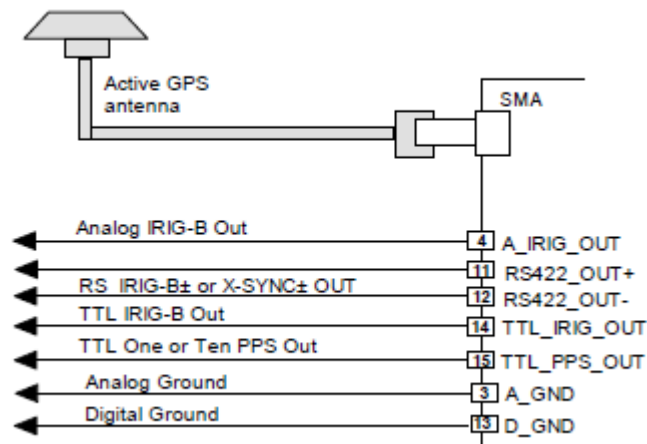 Active GPS
antenna
SMA
Analog IRIG-B Out
4 A_IRIG_OUT
11 RS422_OUT+
RS IRIG-B± or X-SYNC± OUT
12 RS422_OUT-
TTL IRIG-B Out
14 TTL_IRIG_OUT
TTL One or Ten PPS Out
15 TTL_PPS_OUT
Analog Ground
3 A_GND
Digital Ground
13 D_GND